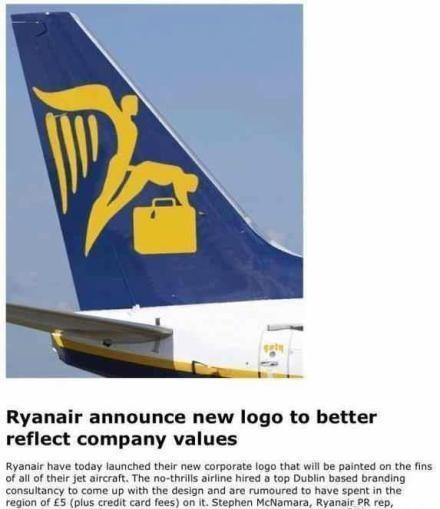 Ryanair announce new logo to better
reflect company values
Ryanair have today launched their new corporate logo that will be painted on the fins
of all of their jet aircraft. The no-thrills airline hired a top Dublin based branding
consultancy to come up with the design and are rumoured to have spent in the
region of £5 (plus credit card fees) on it. Stephen McNamara, Ryanair PR rep,